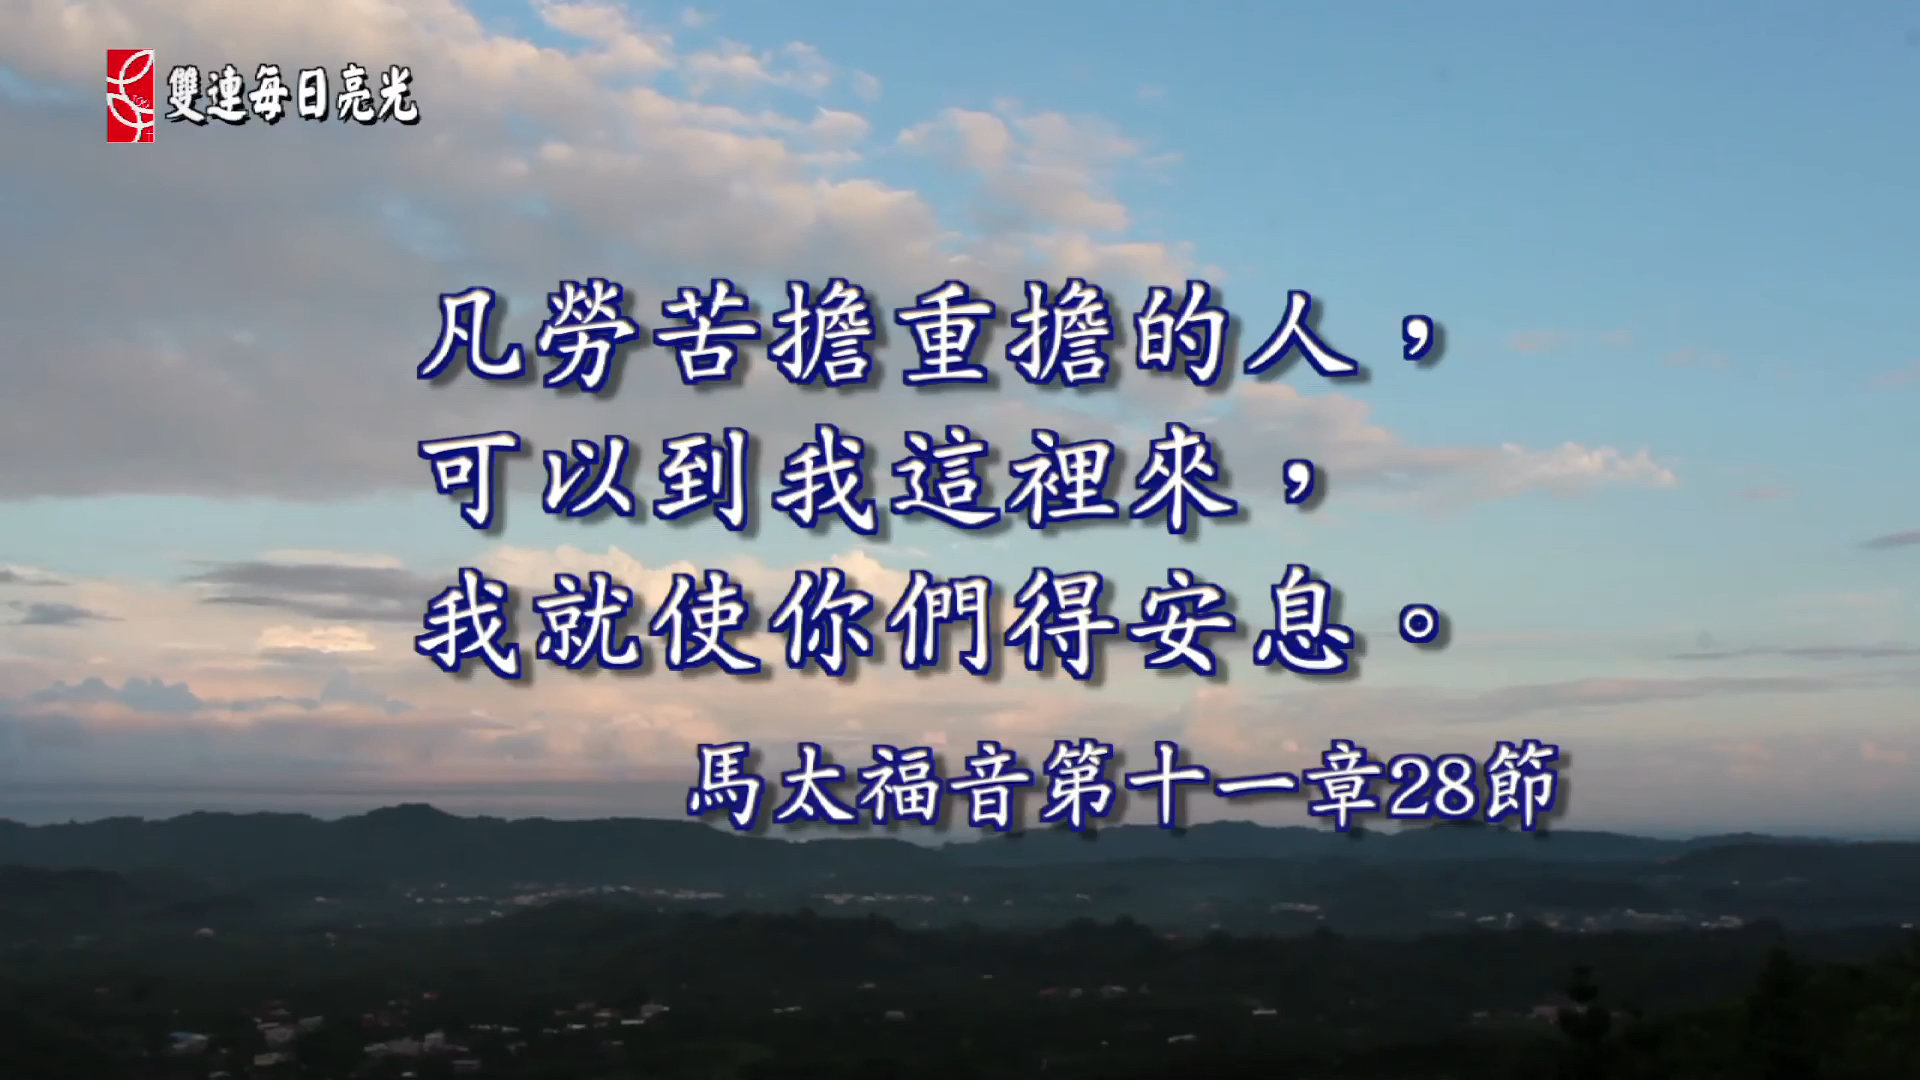 雙連每日亮光
凡勞苦擔重擔的人，
可以到我這裡來，
我就使你們得安息。
馬太福音第十一章28節